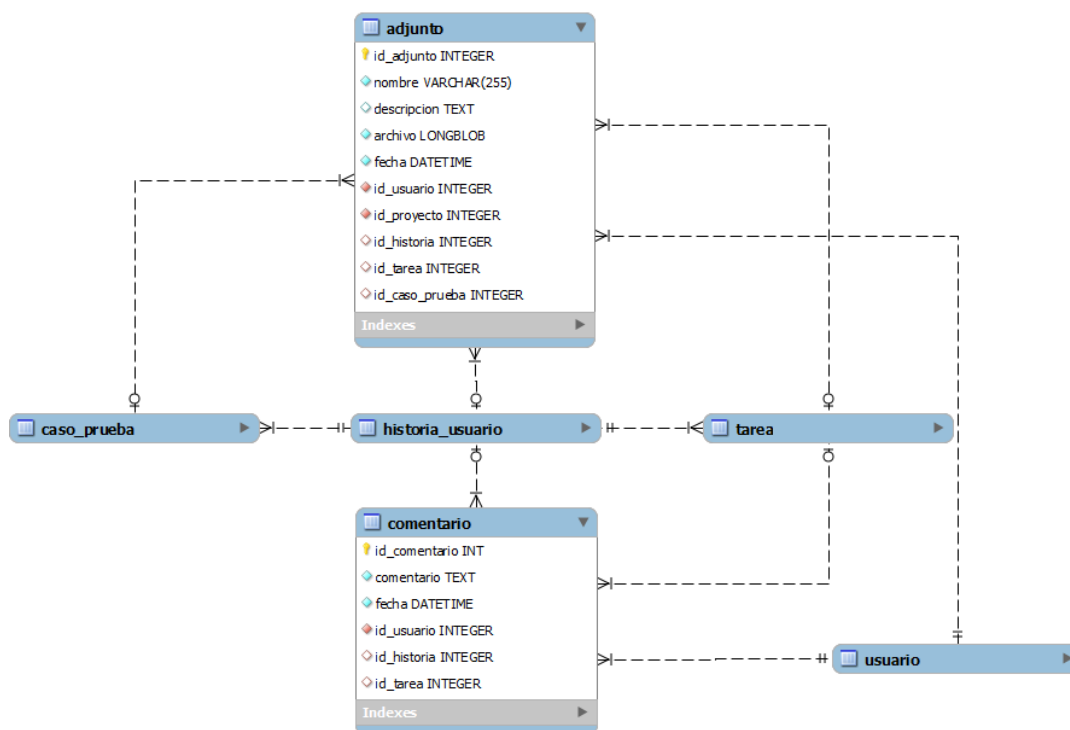 adjunto
id_adjunto INTEGER
nombre VARCHAR(255)
descripcion TEXT
archivo LONGBLOB
fecha DATETIME
id_usuario INTEGER
id_proyecto INTEGER
id_historia INTEGER
id_tarea INTEGER
id_caso_prueba INTEGER
Indexes
caso_prueba
historia_usuario
tarea
comentario
id_comentario INT
comentario TEXT
fecha DATETIME
id_usuario INTEGER
id_historia INTEGER
id_tarea INTEGER
Indexes
usuario